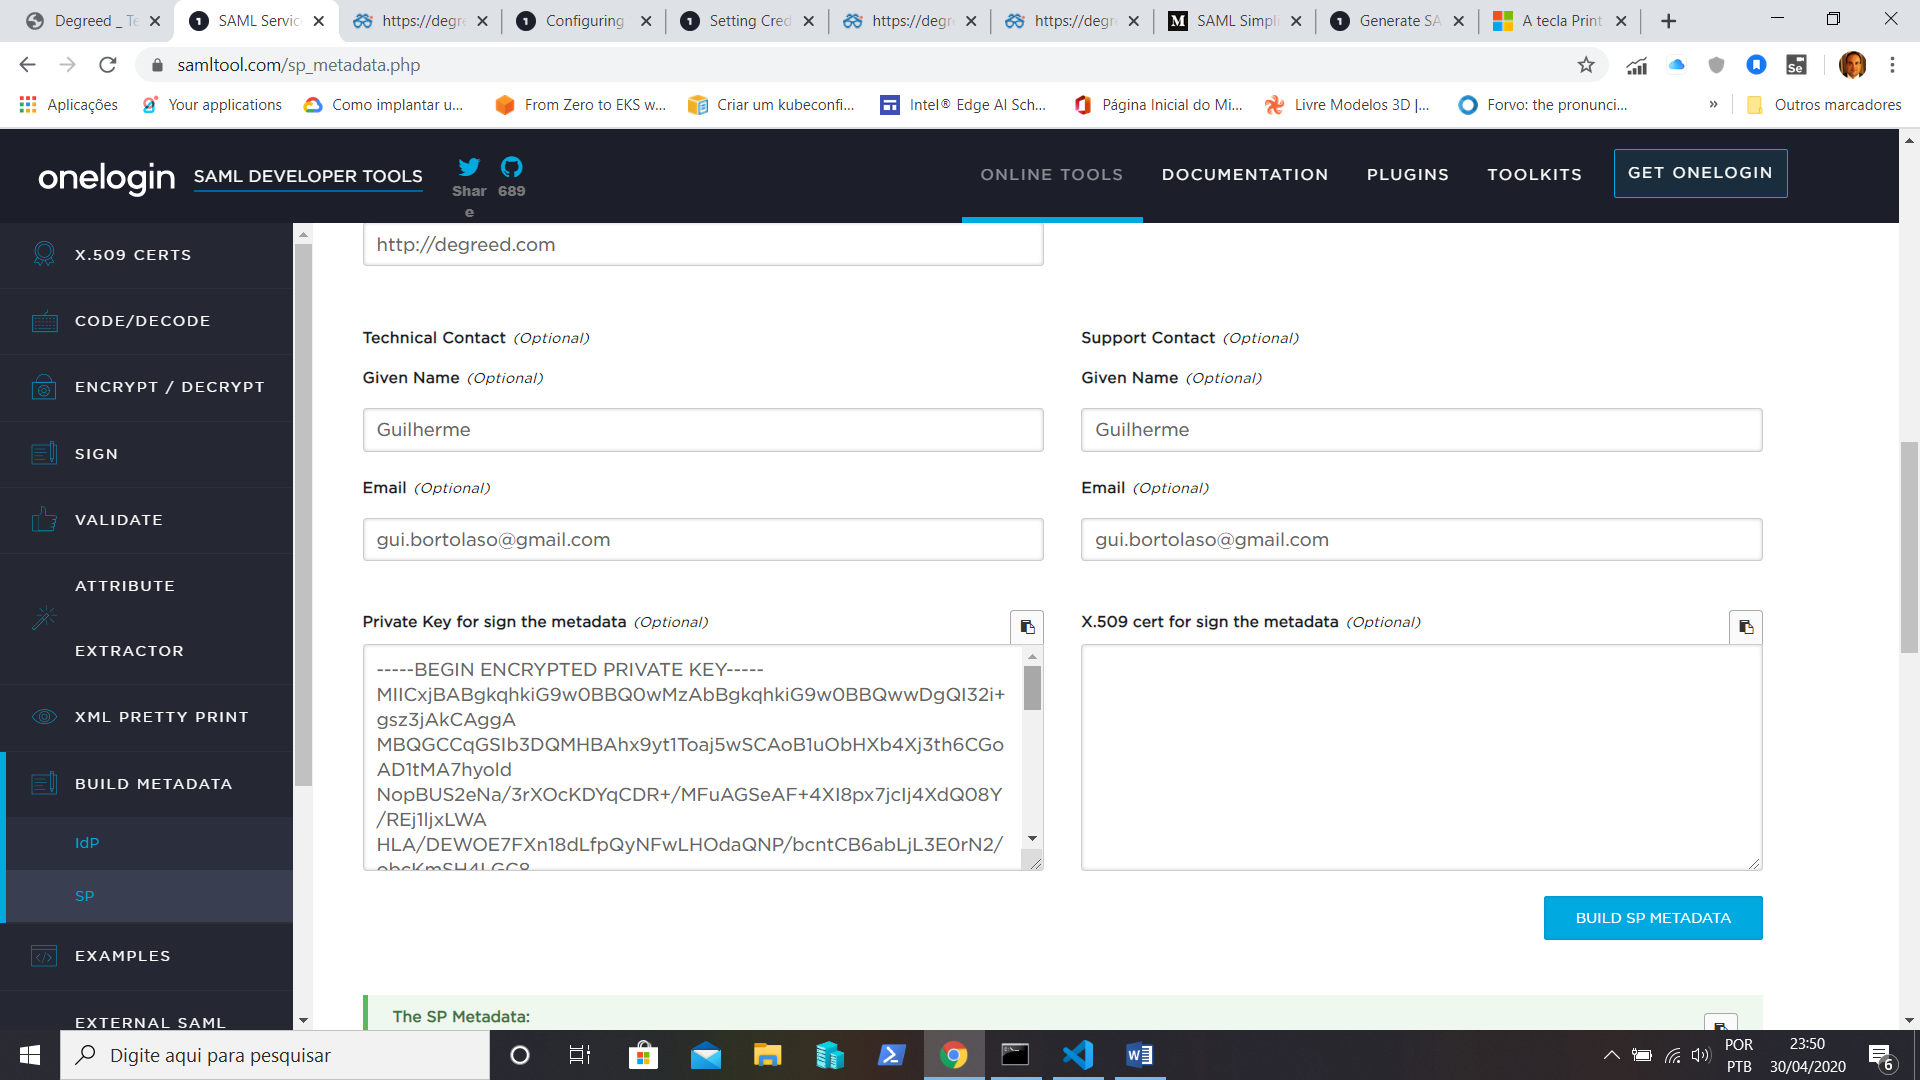 Degreed _ Te
SAML Servic
https://degre
Configuring
Setting Cred
https://degr
https://degr
SAML Simpli
Generate SA
A tecla Print
samltool.com/sp_metadata.php
Aplicações
Your applications
Como implantar u...
From Zero to EKS w...
Criar um kubeconfi...
Intel® Edge AI Sch...
Página Inicial do Mi...
Livre Modelos 3D |...
Forvo: the pronunci...
»
Outros marcadores
onelogin
SAML DEVELOPER TOOLS
Shar
e
689
ONLINE TOOLS
DOCUMENTATION
PLUGINS
TOOLKITS
GET ONELOGIN
X.509 CERTS
CODE/DECODE
ENCRYPT / DECRYPT
SIGN
VALIDATE
ATTRIBUTE
EXTRACTOR
XML PRETTY PRINT
BUILD METADATA
IdP
SP
EXAMPLES
EXTERNAL SAML
http://degreed.com
Technical Contact (Optional)
Given Name (Optional)
Guilherme
Email (Optional)
gui.bortolaso@gmail.com
Support Contact (Optional)
Given Name (Optional)
Guilherme
Email (Optional)
gui.bortolaso@gmail.com
Private Key for sign the metadata (Optional)
-----BEGIN ENCRYPTED PRIVATE KEY-----
MIICxjBABgkqhkiG9w0BBQ0wMzAbBgkqhkiG9w0BBQwwDgQI32i+
gsz3jAkCAggA
MBQGCCqGSIb3DQMHBAhx9yt1Toaj5wSCAoB1uObHXb4Xj3th6CGo
AD1tMA7hyold
NopBUS2eNa/3rXOcKDYqCDR+/MFuAGSeAF+4XI8px7jcIj4XdQ08Y
/REj1ljxLWA
HLA/DEWOE7FXn18dLfpQyNFwLHOdaQNP/bcntCB6abLjL3E0rN2/
X.509 cert for sign the metadata (Optional)
BUILD SP METADATA
The SP Metadata:
Digite aqui para pesquisar
POR
PTB
23:50
30/04/2020
6